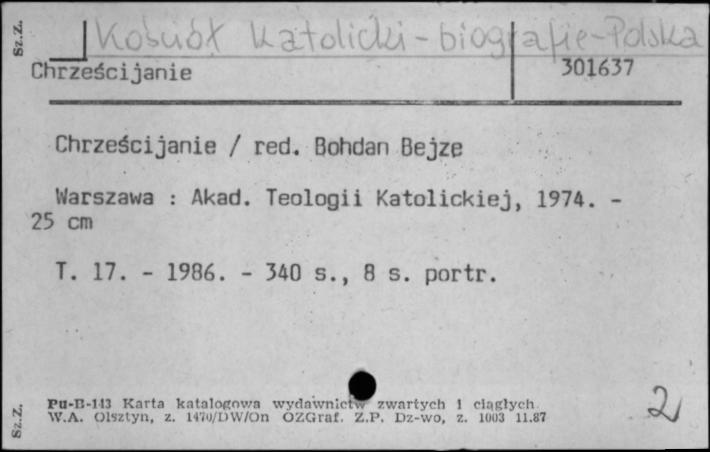 Sz.Z.
Kościół Katolicki - biografie - Polska
Chrześcijanie 301637
Chrześcijanie / red. Bohdan Bejze
Warszawa : Akad. Teologii Katolickiej, 1974. -
25 cm
T. 17. - 1986. - 340 s., 8 s. portr.
Sz.Z.
Pu-B-143 Karta katalogowa wydawnictw zwartych i ciągłych
W.A. Olsztyn, z. 1470/DW/On OZGraf. Z.P. Dz-wo, z. 1003 11.87
2